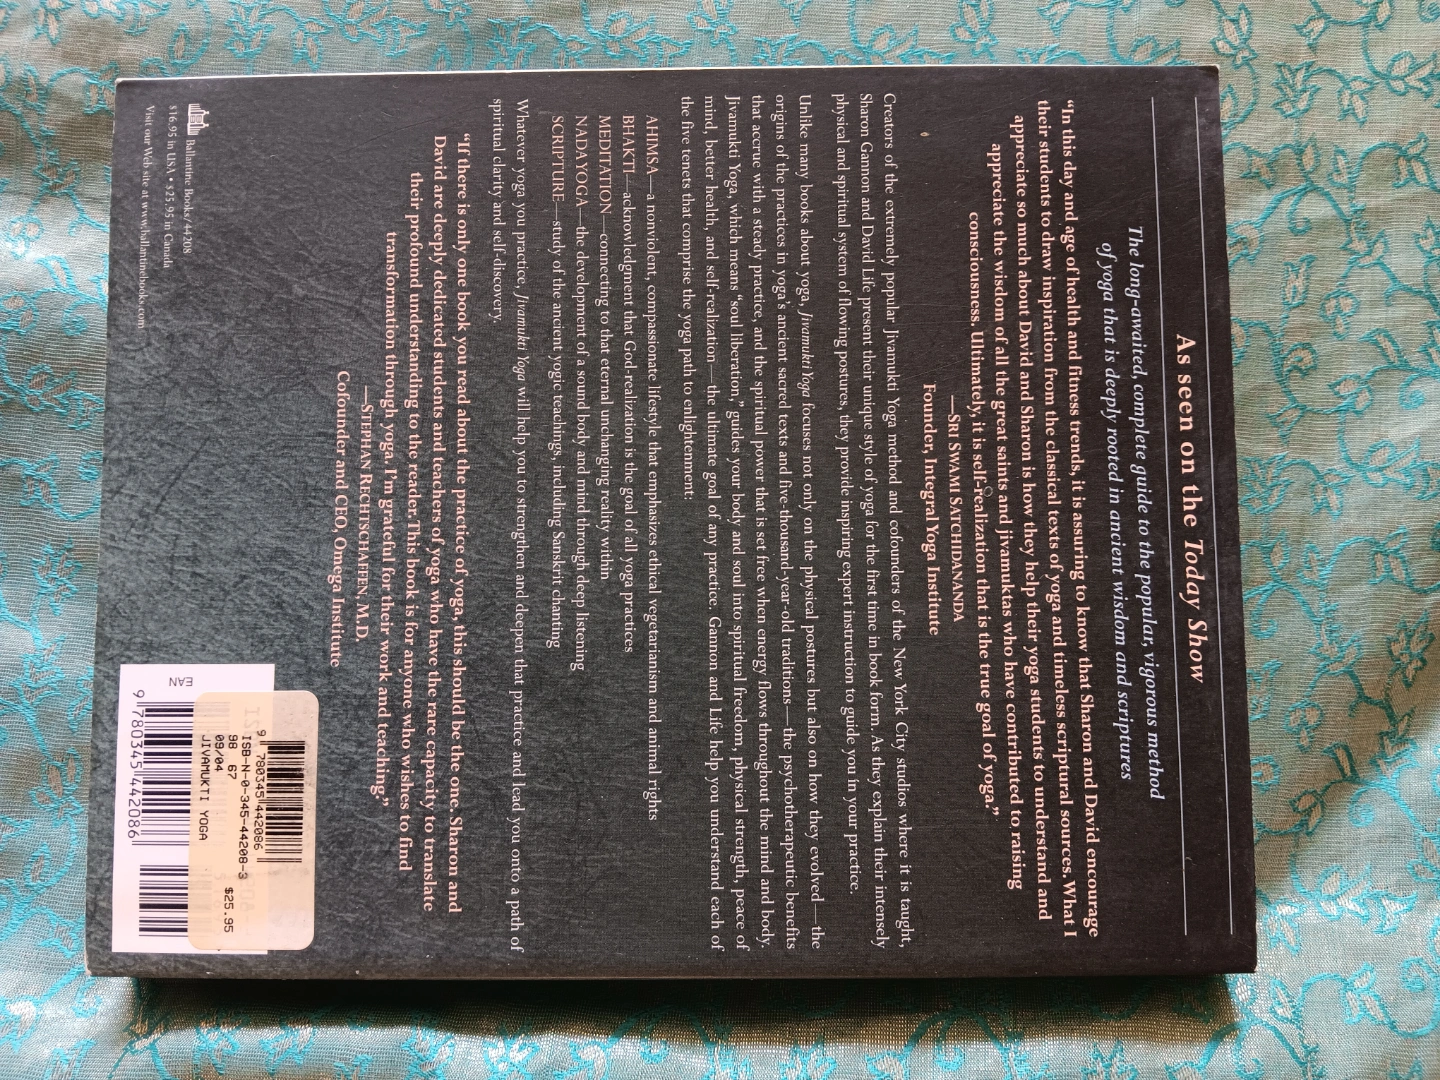 As seen on the Today Show
The long-awaited, complete guide to the popular, vigorous method
of yoga that is deeply rooted in ancient wisdom and scriptures
“In this day and age of health and fitness trends, it is assuring to know that Sharon and David encourage
their students to draw inspiration from the classical texts of yoga and timeless scriptural sources. What I
appreciate so much about David and Sharon is how they help their yoga students to understand and
appreciate the wisdom of all the great saints and jivamuktas who have contributed to raising
consciousness. Ultimately, it is self-realization that is the true goal of yoga.”
—SRI SWAMI SATCHIDANANDA
Founder, Integral Yoga Institute
Creators of the extremely popular Jivamukti Yoga method and cofounders of the New York City studios where it is taught,
Sharon Gannon and David Life present their unique style of yoga for the first time in book form. As they explain their intensely
physical and spiritual system of flowing postures, they provide inspiring expert instruction to guide you in your practice.
Unlike many books about yoga, Jivamukti Yoga focuses not only on the physical postures but also on how they evolved—the
origins of the practices in yoga’s ancient sacred texts and five-thousand-year-old traditions—the psychotherapeutic benefits
that accrue with a steady practice, and the spiritual power that is set free when energy flows throughout the mind and body.
Jivamukti Yoga, which means “soul liberation,” guides your body and soul into spiritual freedom, physical strength, peace of
mind, better health, and self-realization—the ultimate goal of any practice. Gannon and Life help you understand each of
the five tenets that comprise the yoga path to enlightenment:
AHIMSA—a nonviolent, compassionate lifestyle that emphasizes ethical vegetarianism and animal rights
BHAKTI—acknowledgment that God-realization is the goal of all yoga practices
MEDITATION—connecting to that eternal unchanging reality within
NADA YOGA—the development of a sound body and mind through deep listening
SCRIPTURE—study of the ancient yogic teachings, including Sanskrit chanting
Whatever yoga you practice, Jivamukti Yoga will help you to strengthen and deepen that practice and lead you onto a path of
spiritual clarity and self-discovery.
“If there is only one book you read about the practice of yoga, this should be the one. Sharon and
David are deeply dedicated students and teachers of yoga who have the rare capacity to translate
their profound understanding to the reader. This book is for anyone who wishes to find
transformation through yoga. I’m grateful for their work and teaching.”
—STEPHAN RECHTSCHAFFEN, M.D.
Cofounder and CEO, Omega Institute
Ballantine Books/44208
$16.95 in USA • $25.95 in Canada
Visit our Web site at www.ballantinebooks.com
9 780345 442086
ISBN-N-0-345-44208-3
98 67 $25.95
09/04
JIVAMUKTI YOGA
EAN
9 780345 442086